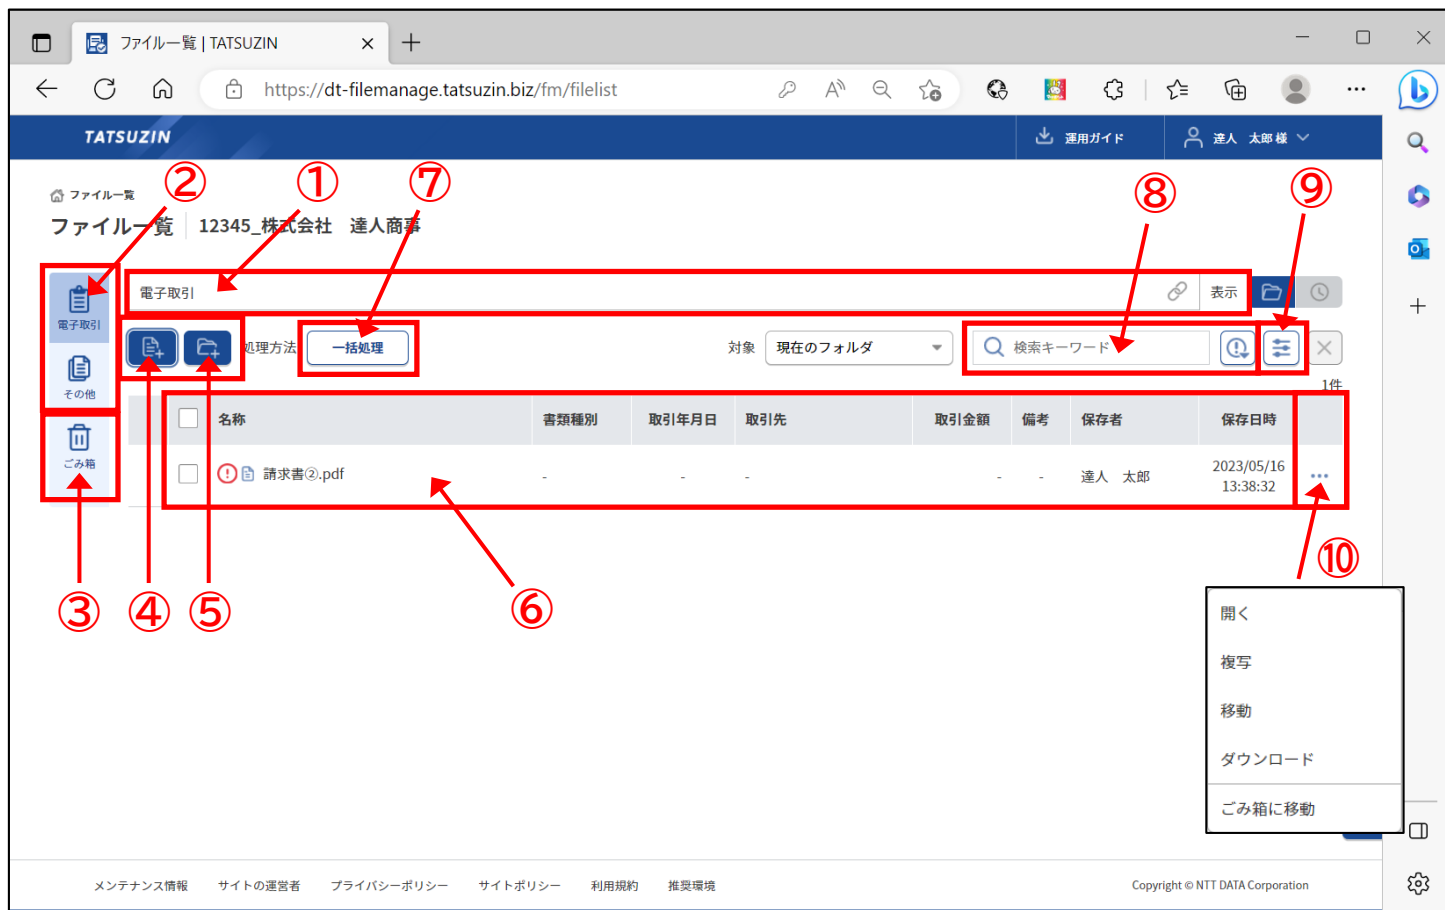 ファイル一覧 | TATSUZIN
https://dt-filemanage.tatsuzin.biz/fm/filelist
TATSUZIN
運用ガイド
達人 太郎 様
ファイル一覧
② ① ⑦ ⑧ ⑨
ファイル一覧 12345_株式会社 達人商事
電子取引
電子取引
表示
処理方法
一括処理
対象
現在のフォルダ
検索キーワード
その他
1件
名称 書類種別 取引年月日 取引先 取引金額 備考 保存者 保存日時
ごみ箱
請求書②.pdf - - - - - 達人 太郎 2023/05/16
13:38:32
...
⑩
③ ④ ⑤ ⑥
開く
複写
移動
ダウンロード
ごみ箱に移動
メンテナンス情報 サイトの運営者 プライバシーポリシー サイトポリシー 利用規約 推奨環境
Copyright © NTT DATA Corporation